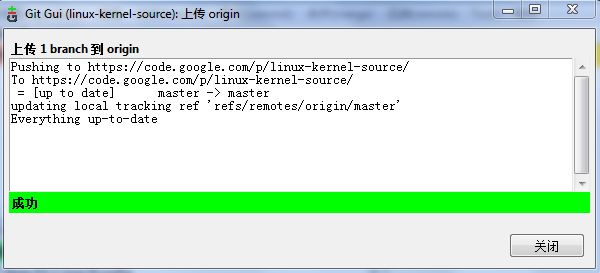 Git Gui (linux-kernel-source): 上传 origin
上传 1 branch 到 origin
Pushing to https://code.google.com/p/linux-kernel-source/
To https://code.google.com/p/linux-kernel-source/
 = [up to date]      master -> master
updating local tracking ref 'refs/remotes/origin/master'
Everything up-to-date
成功
关闭